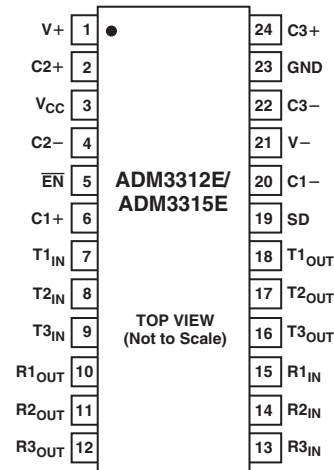 V+ 1 24 C3+
C2+ 2 23 GND
VCC 3 22 C3–
C2– 4 21 V–
EN 5 20 C1–
ADM3312E/
ADM3315E
C1+ 6 19 SD
T1IN 7 18 T1OUT
T2IN 8 17 T2OUT
TOP VIEW
(Not to Scale)
T3IN 9 16 T3OUT
R1OUT 10 15 R1IN
R2OUT 11 14 R2IN
R3OUT 12 13 R3IN